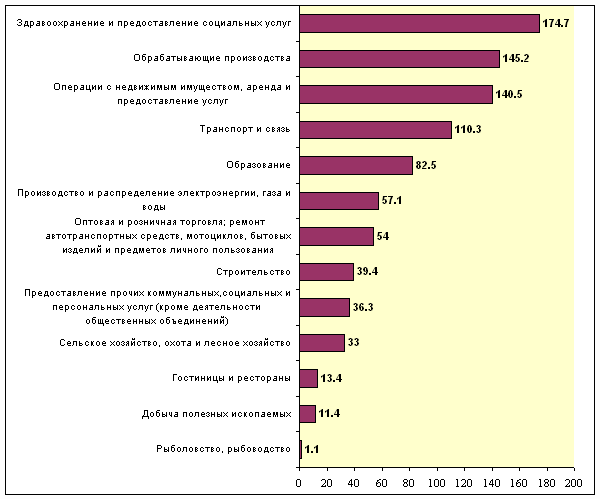 Здравоохранение и предоставление социальных услуг
174.7
Обрабатывающие производства
145.2
Операции с недвижимым имуществом, аренда и
предоставление услуг
140.5
Транспорт и связь
110.3
Образование
82.5
Производство и распределение электроэнергии, газа и
воды
57.1
Оптовая и розничная торговля; ремонт
автотранспортных средств, мотоциклов, бытовых
изделий и предметов личного пользования
54
Строительство
39.4
Предоставление прочих коммунальных,социальных и
персональных услуг (кроме деятельности
общественных объединений)
36.3
Сельское хозяйство, охота и лесное хозяйство
33
Гостиницы и рестораны
13.4
Добыча полезных ископаемых
11.4
Рыболовство, рыбоводство
1.1
0 20 40 60 80 100 120 140 160 180 200